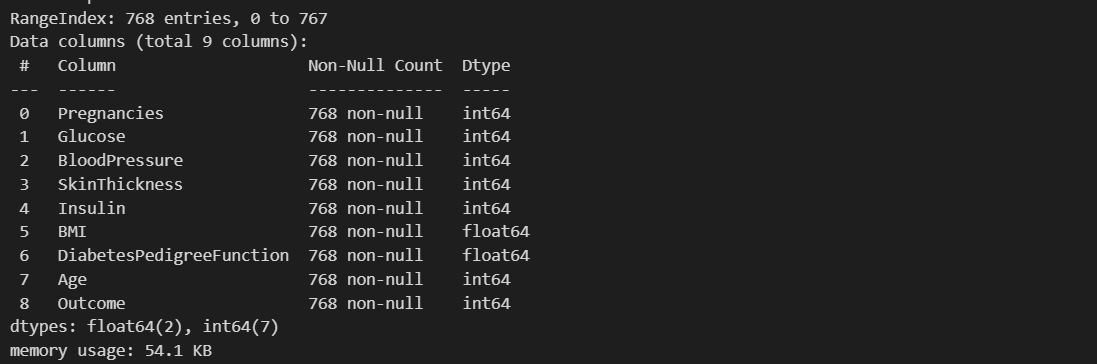 RangeIndex: 768 entries, 0 to 767
Data columns (total 9 columns):
 #   Column                    Non-Null Count  Dtype
---  ------                    --------------  -----
 0   Pregnancies               768 non-null    int64
 1   Glucose                   768 non-null    int64
 2   BloodPressure             768 non-null    int64
 3   SkinThickness             768 non-null    int64
 4   Insulin                   768 non-null    int64
 5   BMI                       768 non-null    float64
 6   DiabetesPedigreeFunction  768 non-null    float64
 7   Age                       768 non-null    int64
 8   Outcome                   768 non-null    int64
dtypes: float64(2), int64(7)
memory usage: 54.1 KB